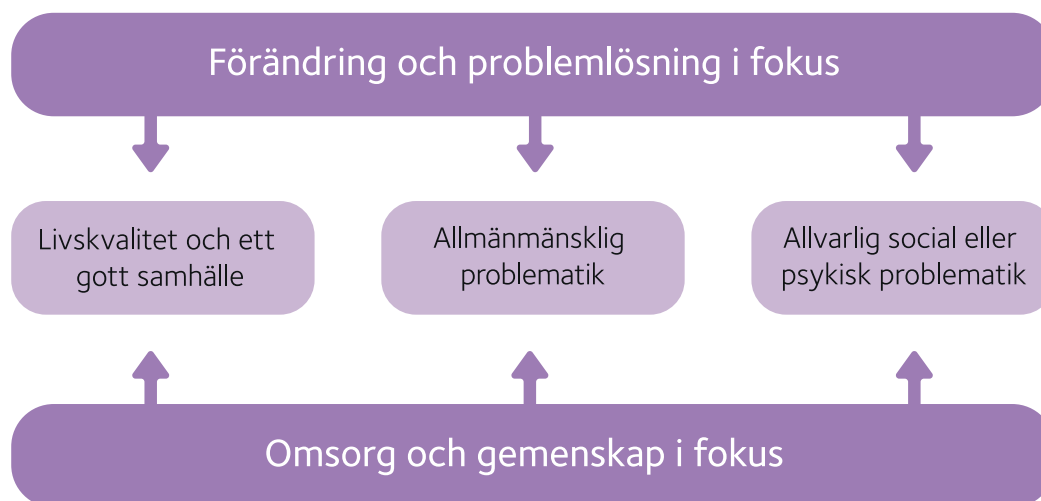 Förändring och problemlösning i fokus
Livskvalitet och ett
gott samhälle
Allmänmänsklig
problematik
Allvarlig social eller
psykisk problematik
Omsorg och gemenskap i fokus